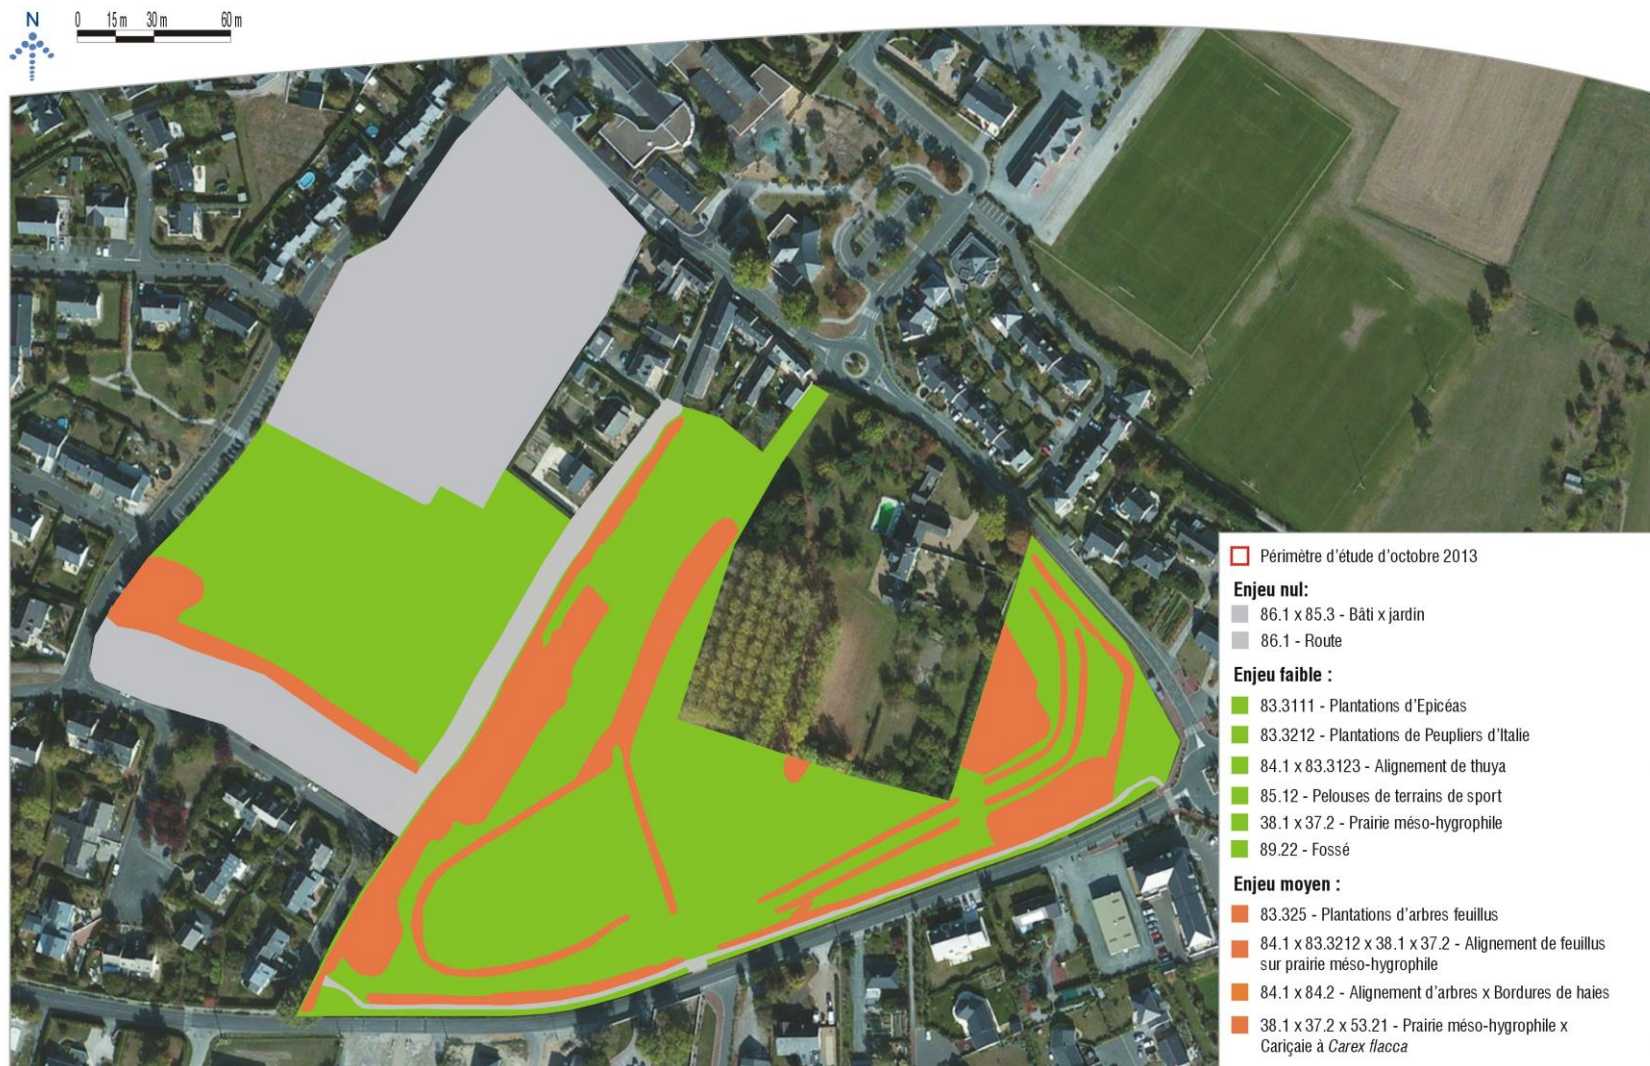 N
0 15 m 30 m 60 m
Périmètre d'étude d'octobre 2013
Enjeu nul:
86.1 x 85.3 - Bâti x jardin
86.1 - Route
Enjeu faible :
83.3111 - Plantations d'Epicéas
83.3212 - Plantations de Peupliers d'Italie
84.1 x 83.3123 - Alignement de thuya
85.12 - Pelouses de terrains de sport
38.1 x 37.2 - Prairie méso-hygrophile
89.22 - Fossé
Enjeu moyen :
83.325 - Plantations d'arbres feuillus
84.1 x 83.3212 x 38.1 x 37.2 - Alignement de feuillus
sur prairie méso-hygrophile
84.1 x 84.2 - Alignement d'arbres x Bordures de haies
38.1 x 37.2 x 53.21 - Prairie méso-hygrophile x
Cariçaie à Carex flacca